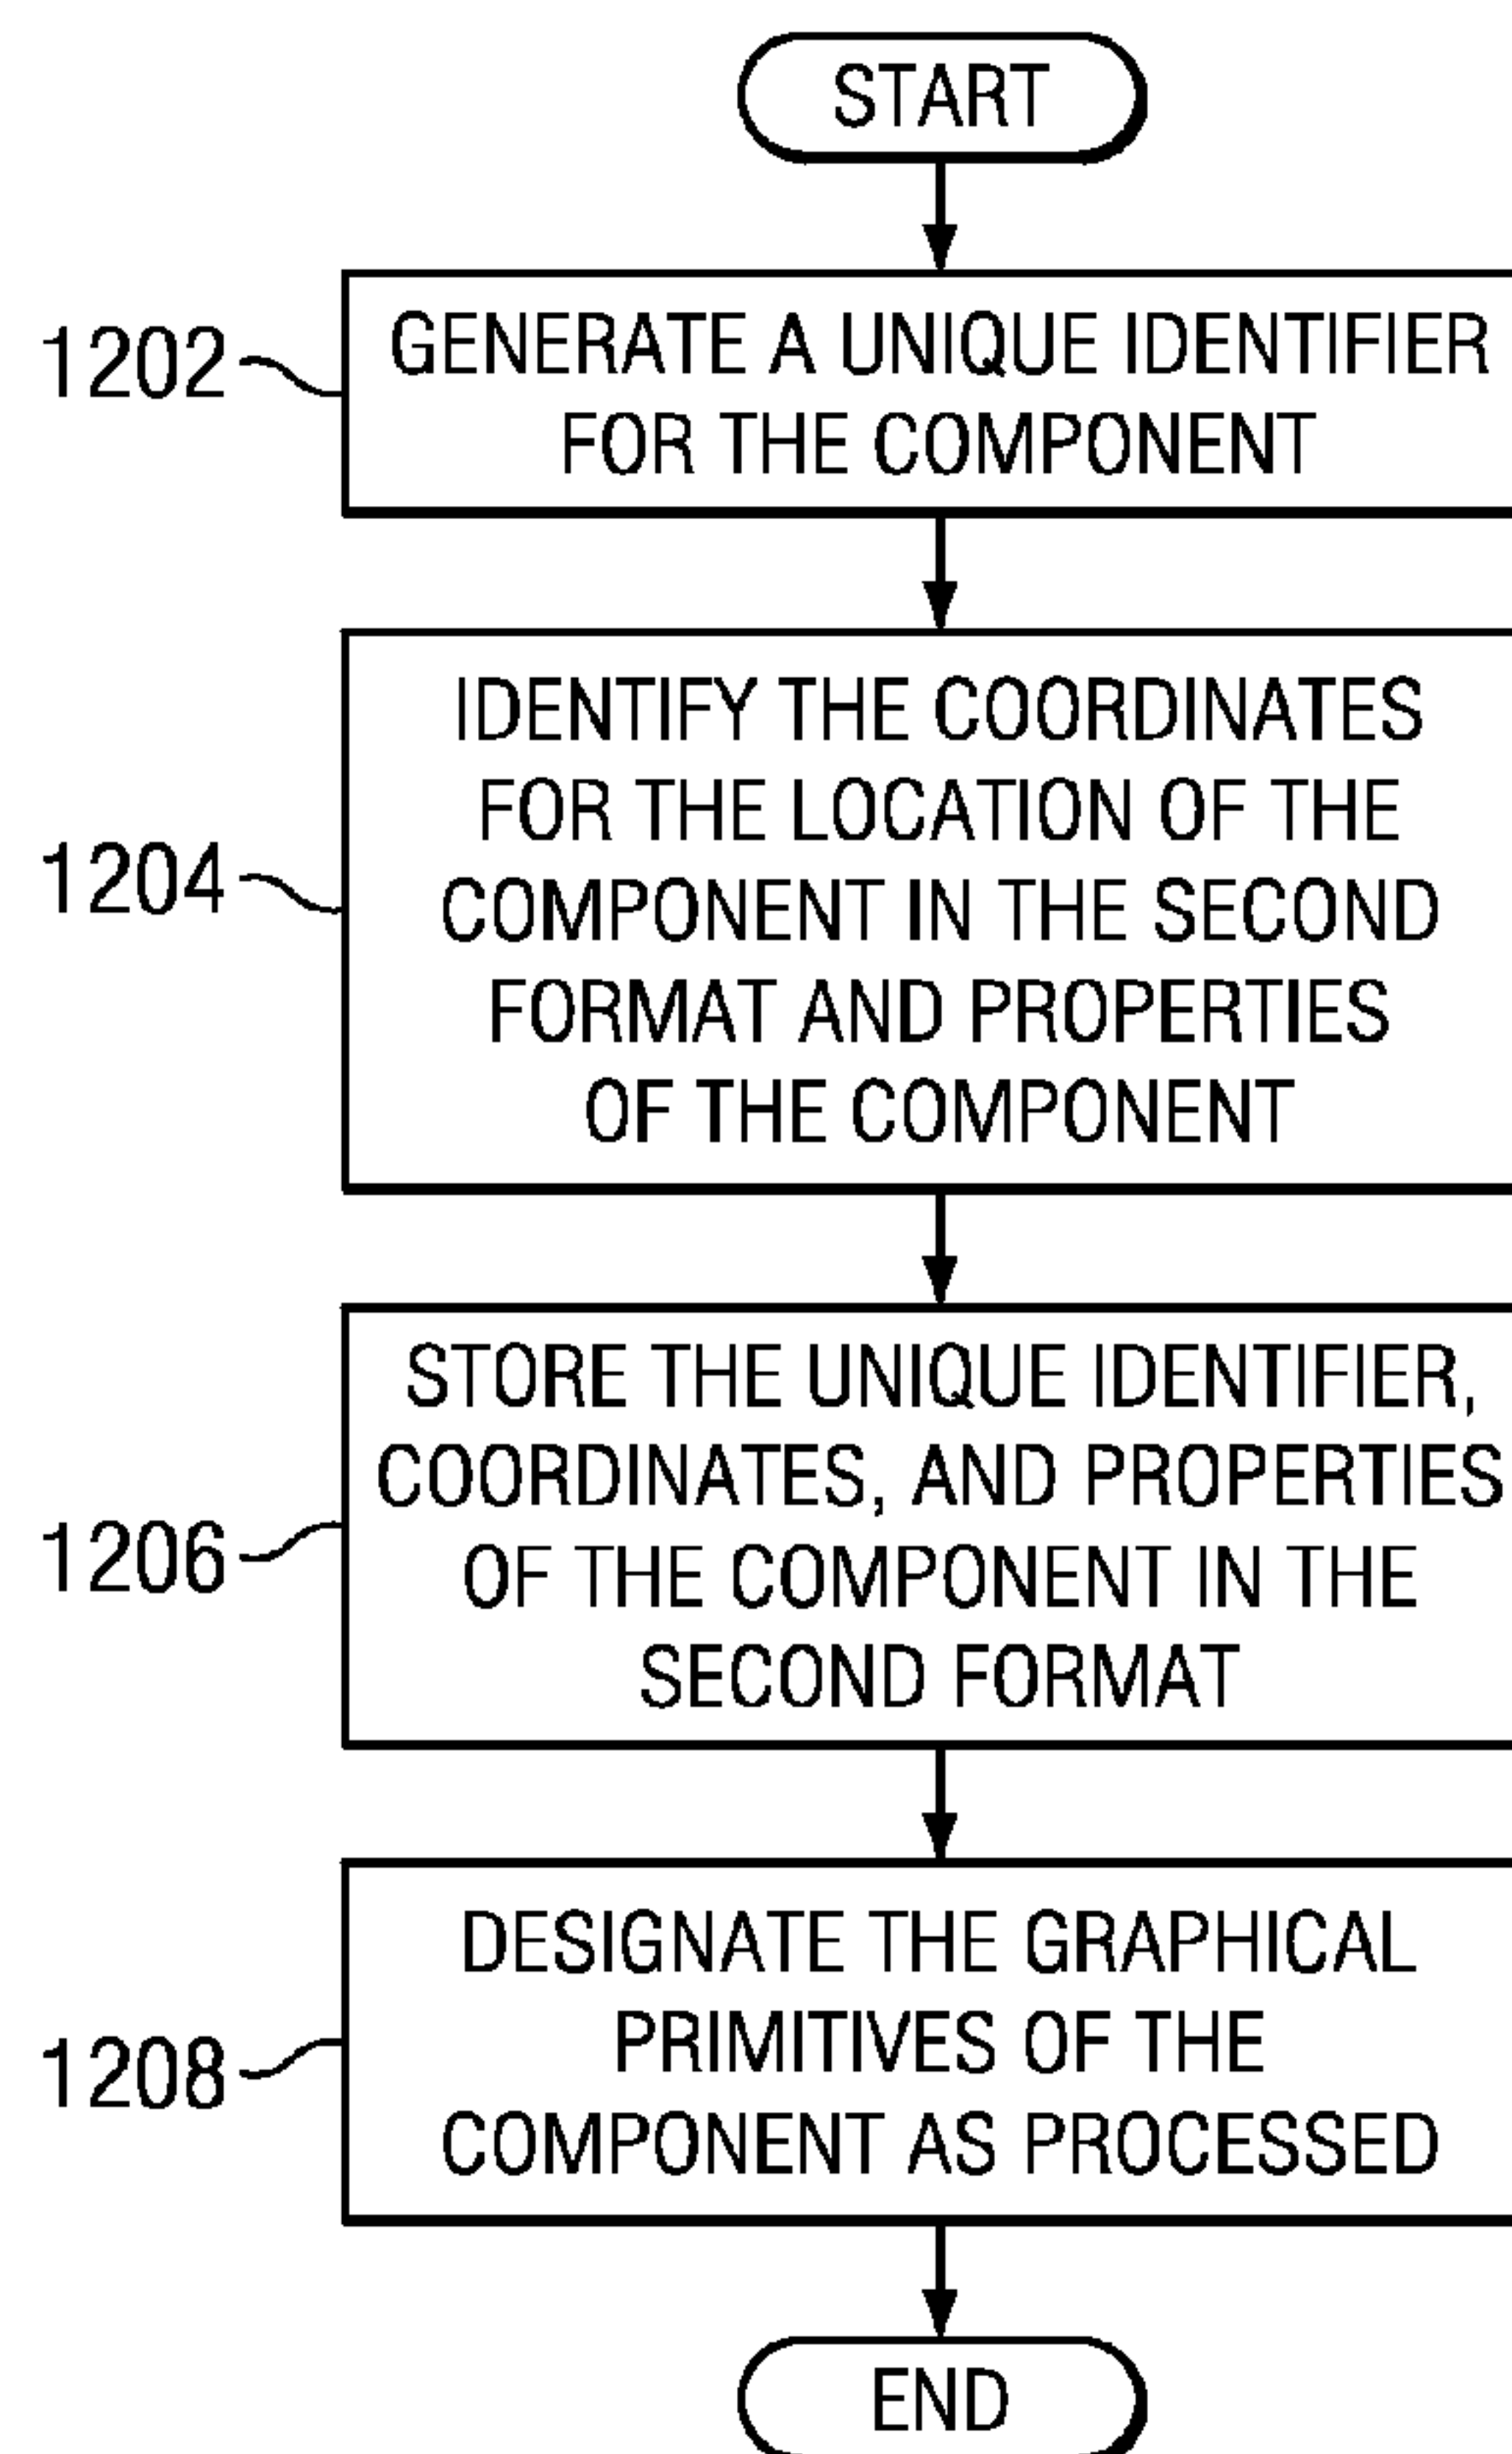 START
1202
GENERATE A UNIQUE IDENTIFIER
FOR THE COMPONENT
1204
IDENTIFY THE COORDINATES
FOR THE LOCATION OF THE
COMPONENT IN THE SECOND
FORMAT AND PROPERTIES
OF THE COMPONENT
1206
STORE THE UNIQUE IDENTIFIER,
COORDINATES, AND PROPERTIES
OF THE COMPONENT IN THE
SECOND FORMAT
1208
DESIGNATE THE GRAPHICAL
PRIMITIVES OF THE
COMPONENT AS PROCESSED
END